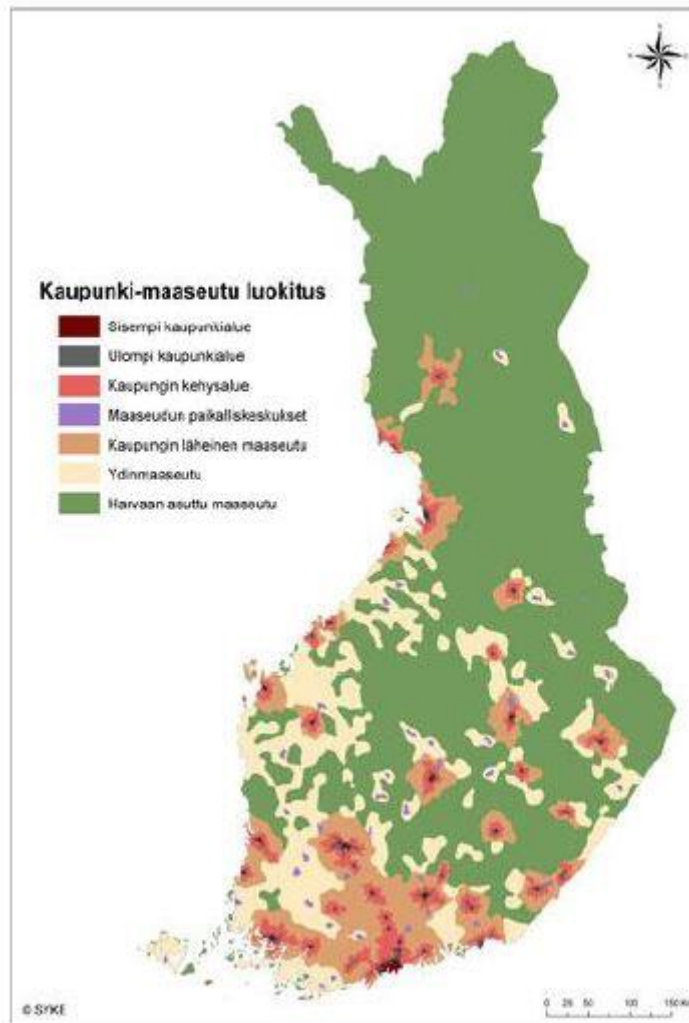 Kaupunki-maaseutu luokitus
Sisempi kaupunkialue
Ulompi kaupunkialue
Kaupungin kehysalue
Maaseudun paikalliskeskukset
Kaupungin läheinen maaseutu
Ydinmaaseutu
Harvaan asuttu maaseutu
© SYKE
0 25 50 100 150